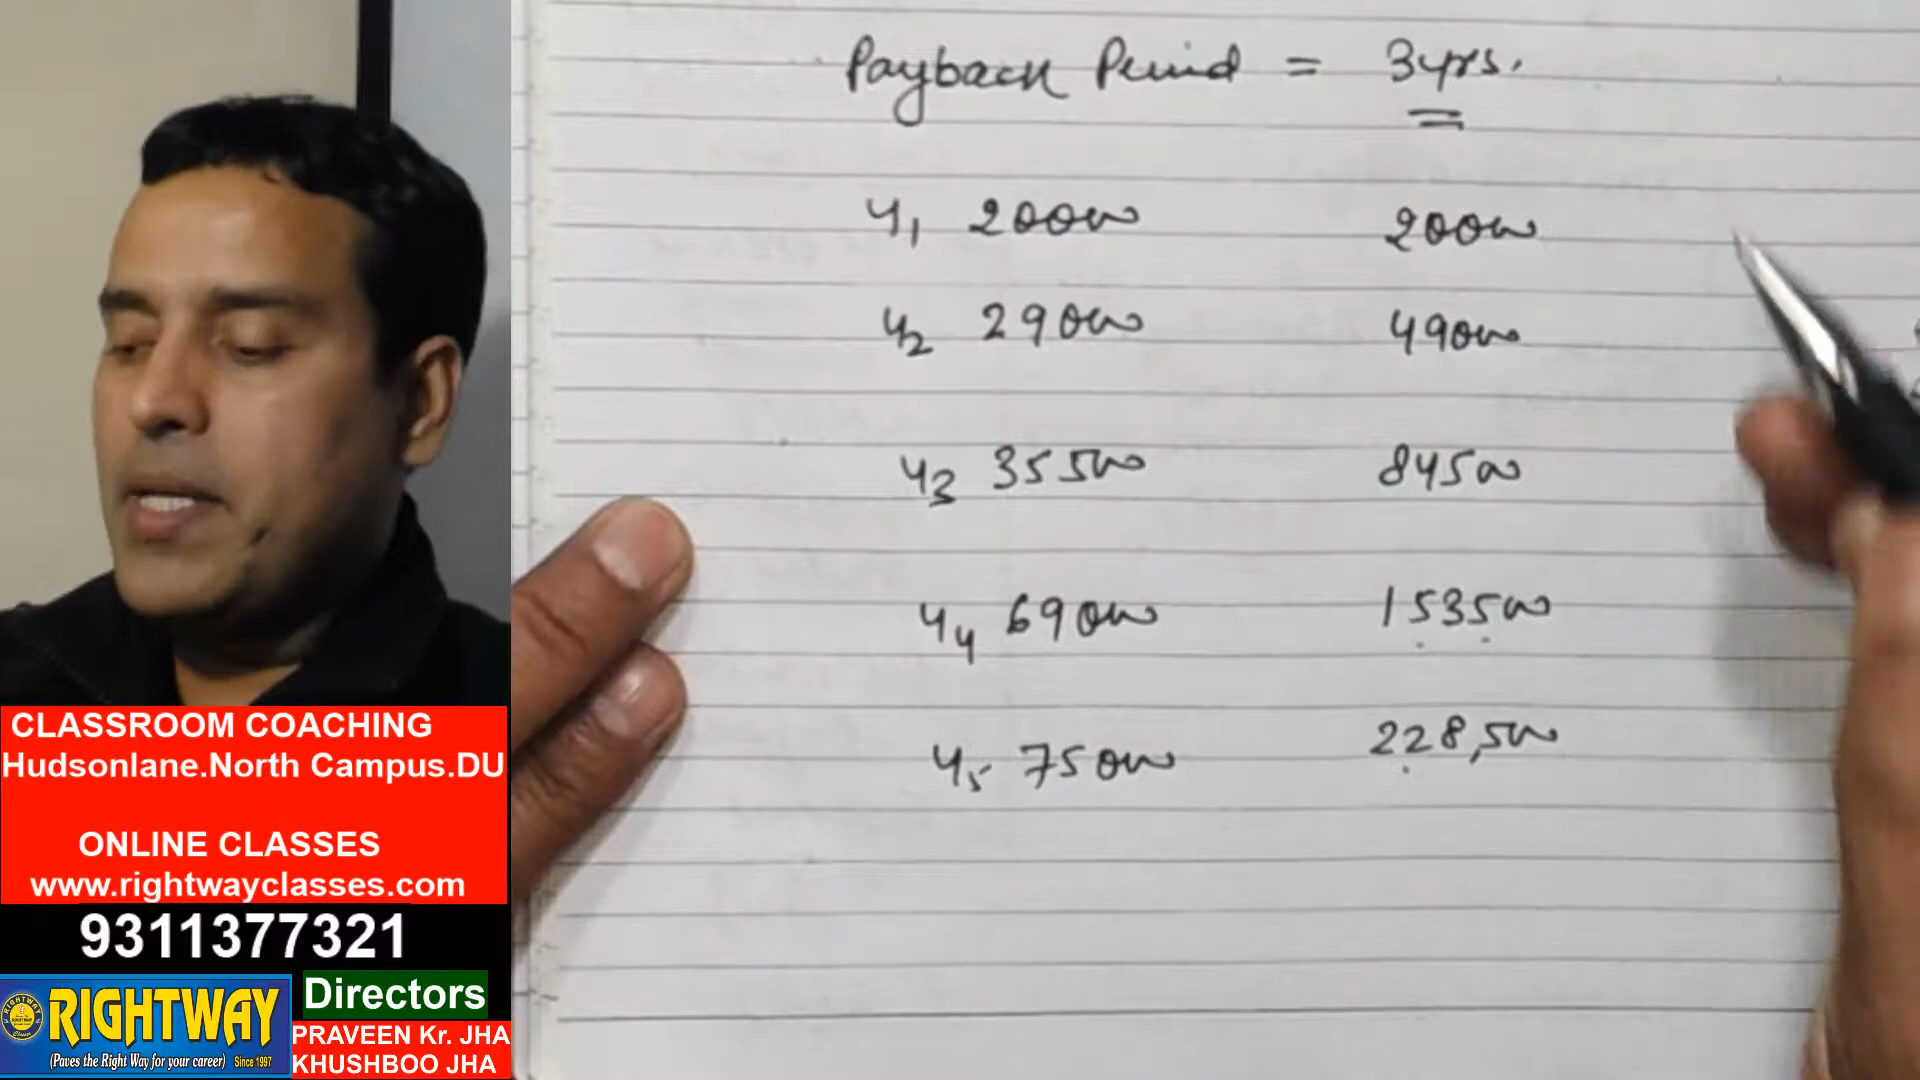 Payback Period = 3 yrs.
Y1 20000 20000
Y2 29000 49000
Y3 35500 84500
Y4 69000 153500
Y5 75000 228,500
CLASSROOM COACHING
Hudsonlane.North Campus.DU
ONLINE CLASSES
www.rightwayclasses.com
9311377321
RIGHTWAY
(Paves the Right Way for your career) Since 1997
Directors
PRAVEEN Kr. JHA
KHUSHBOO JHA